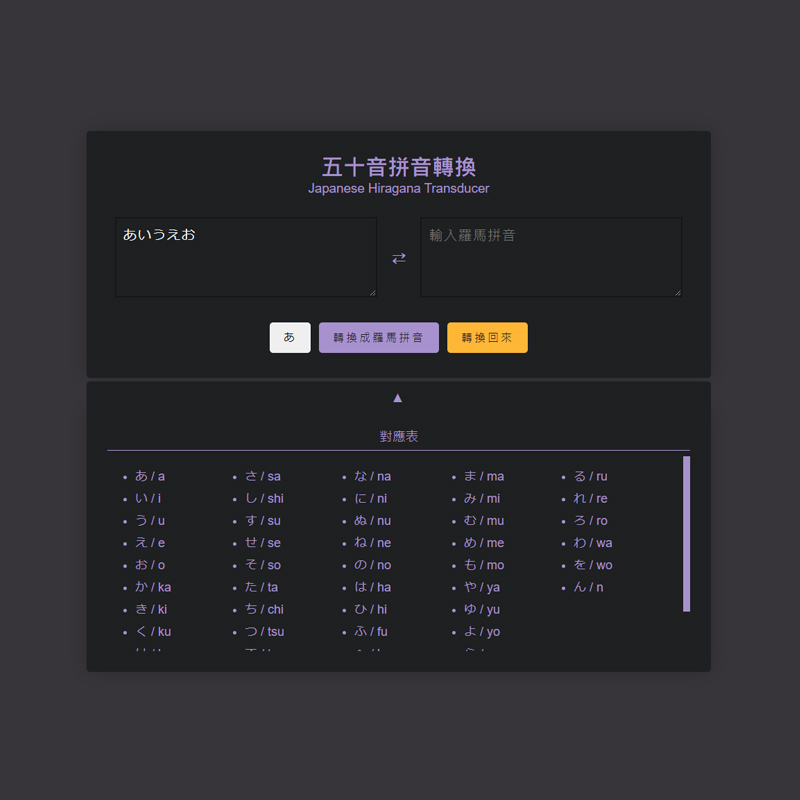 五十音拼音轉換
Japanese Hiragana Transducer
あいうえお
⇄
輸入羅馬拼音
あ
轉換成羅馬拼音
轉換回來
▲
對應表
あ / a
い / i
う / u
え / e
お / o
か / ka
き / ki
く / ku
さ / sa
し / shi
す / su
せ / se
そ / so
た / ta
ち / chi
つ / tsu
な / na
に / ni
ぬ / nu
ね / ne
の / no
は / ha
ひ / hi
ふ / fu
ま / ma
み / mi
む / mu
め / me
も / mo
や / ya
ゆ / yu
よ / yo
る / ru
れ / re
ろ / ro
わ / wa
を / wo
ん / n